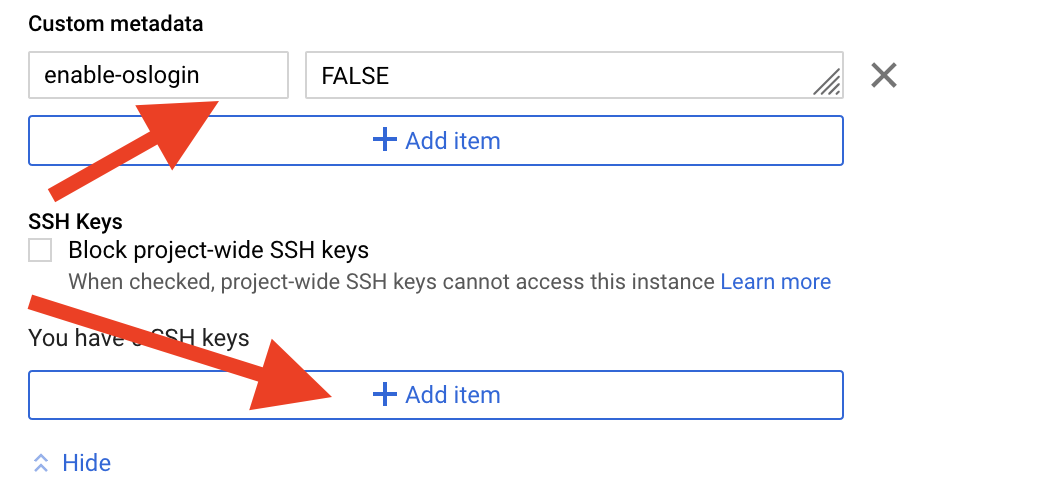 Custom metadata
enable-oslogin FALSE
Add item
SSH Keys
Block project-wide SSH keys
When checked, project-wide SSH keys cannot access this instance Learn more
You have SSH keys
Add item
Hide